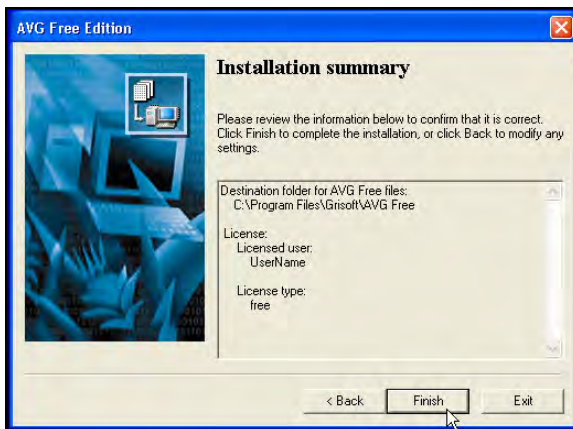 AVG Free Edition
Installation summary
Please review the information below to confirm that it is correct.
Click Finish to complete the installation, or click Back to modify any
settings.
Destination folder for AVG Free files:
C:\Program Files\Grisoft\AVG Free
License:
Licensed user:
UserName
License type:
free
< Back
Finish
Exit